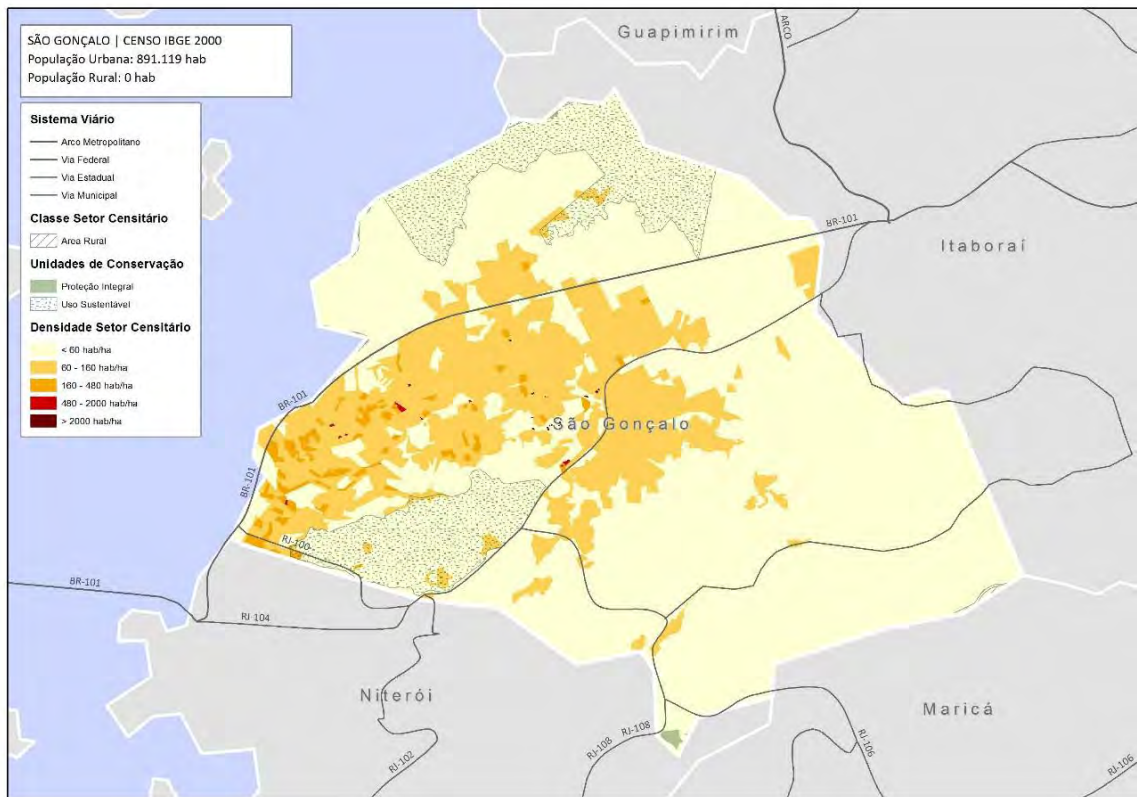 SÃO GONÇALO | CENSO IBGE 2000
População Urbana: 891.119 hab
População Rural: 0 hab
Sistema Viário
Arco Metropolitano
Via Federal
Via Estadual
Via Municipal
Classe Setor Censitário
Area Rural
Unidades de Conservação
Proteção Integral
Uso Sustentável
Densidade Setor Censitário
< 60 hab/ha
60 - 160 hab/ha
160 - 480 hab/ha
480 - 2000 hab/ha
> 2000 hab/ha
Guapimirim
ARCO
BR-101
Itaboraí
BR-101
São Gonçalo
BR-101
RJ-100
BR-101
RJ-104
Niterói
Maricá
RJ-108
RJ-108
RJ-106
RJ-102
RJ-106